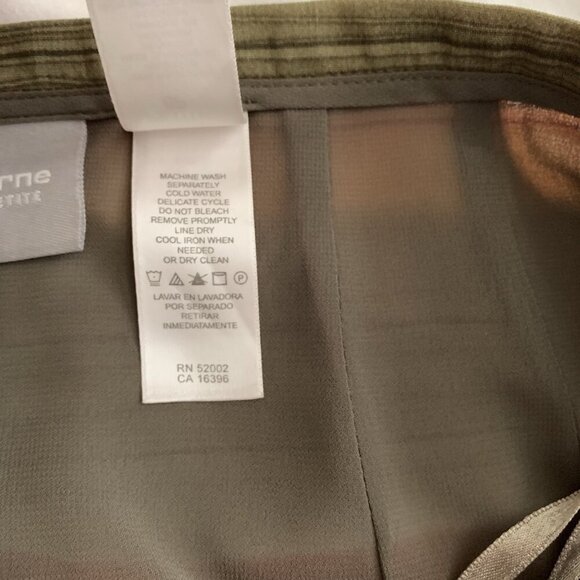 rne
ETITE
MACHINE WASH
SEPARATELY
COLD WATER
DELICATE CYCLE
DO NOT BLEACH
REMOVE PROMPTLY
LINE DRY
COOL IRON WHEN
NEEDED
OR DRY CLEAN
P
LAVAR EN LAVADORA
POR SEPARADO
RETIRAR
INMEDIATAMENTE
RN 52002
CA 16396